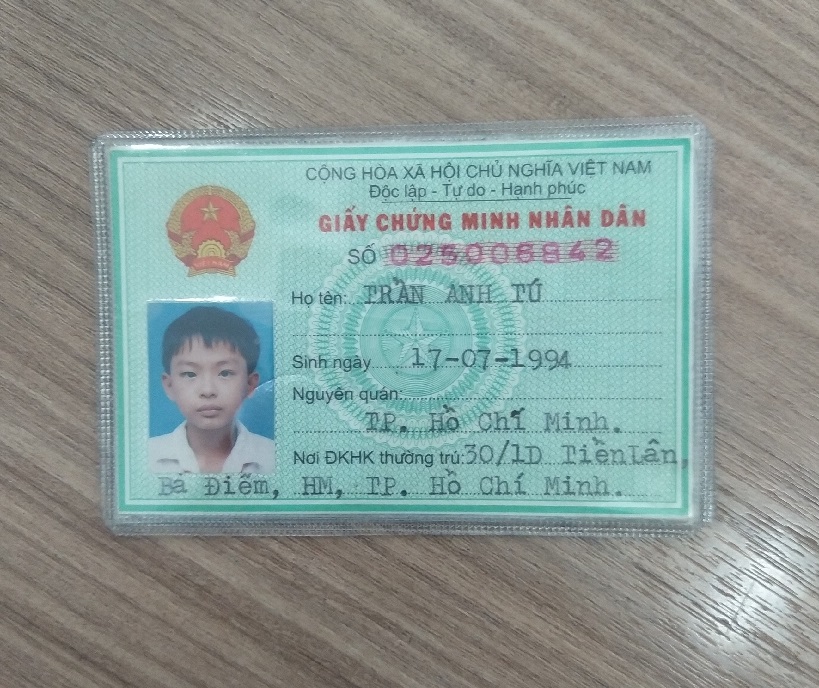 CỘNG HÒA XÃ HỘI CHỦ NGHĨA VIỆT NAM
Độc lập - Tự do - Hạnh phúc
GIẤY CHỨNG MINH NHÂN DÂN
SỐ 025006842
Họ tên: TRẦN ANH TÚ
Sinh ngày 17-07-1994
Nguyên quán:
TP. Hồ Chí Minh.
Nơi ĐKHK thường trú: 30/1D Tiền Lân,
Bà Điểm, HM, TP. Hồ Chí Minh.